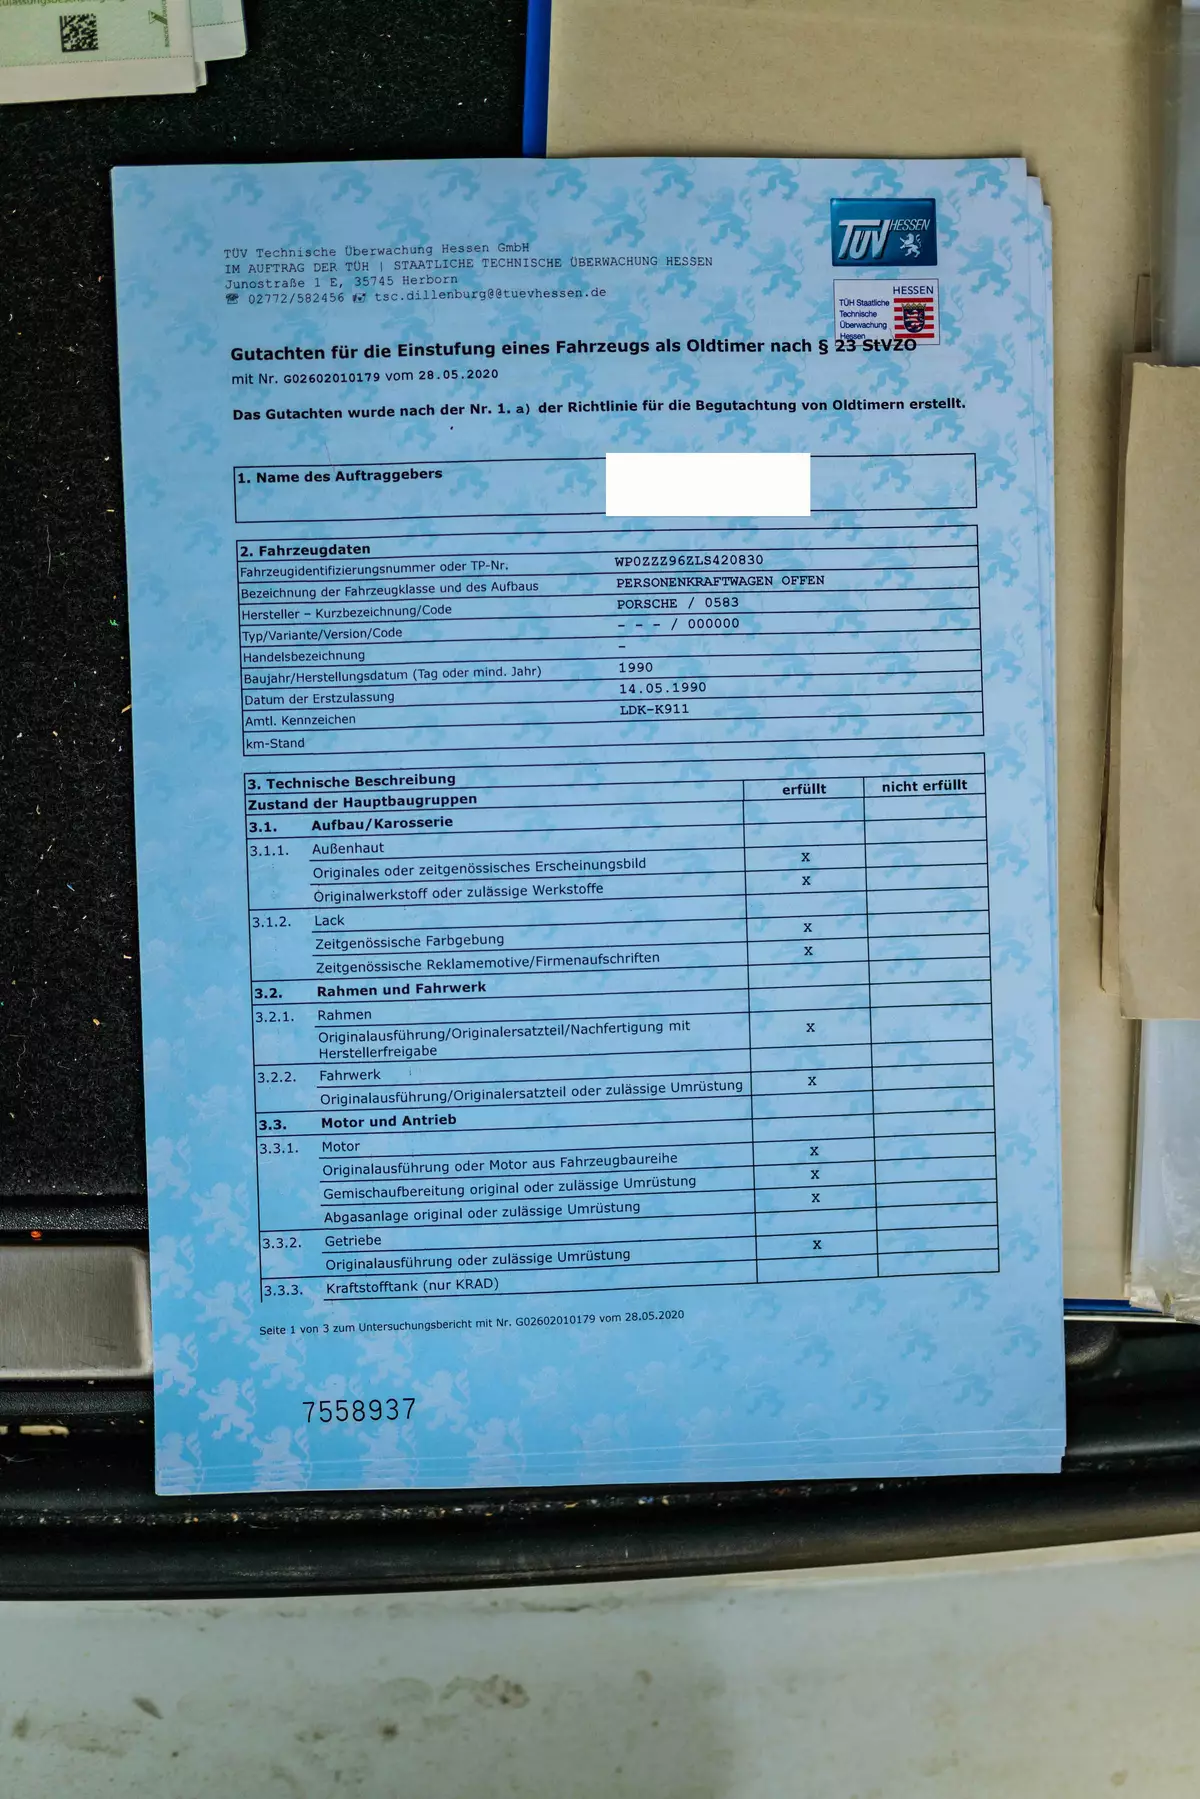 TÜV HESSEN
TÜV Technische Überwachung Hessen GmbH
IM AUFTRAG DER TÜH | STAATLICHE TECHNISCHE ÜBERWACHUNG HESSEN
Junostraße 1 E, 35745 Herborn
☎ 02772/582456 tsc.dillenburg@@tuevhessen.de
HESSEN
TÜH Staatliche
Technische
Überwachung
Hessen
Gutachten für die Einstufung eines Fahrzeugs als Oldtimer nach § 23 StVZO
mit Nr. G02602010179 vom 28.05.2020
Das Gutachten wurde nach der Nr. 1. a) der Richtlinie für die Begutachtung von Oldtimern erstellt.
1. Name des Auftraggebers
2. Fahrzeugdaten
Fahrzeugidentifizierungsnummer oder TP-Nr. WP0ZZZ96ZLS420830
Bezeichnung der Fahrzeugklasse und des Aufbaus PERSONENKRAFTWAGEN OFFEN
Hersteller – Kurzbezeichnung/Code PORSCHE / 0583
Typ/Variante/Version/Code - - - / 000000
Handelsbezeichnung -
Baujahr/Herstellungsdatum (Tag oder mind. Jahr) 1990
Datum der Erstzulassung 14.05.1990
Amtl. Kennzeichen LDK-K911
km-Stand
3. Technische Beschreibung
Zustand der Hauptbaugruppen erfüllt nicht erfüllt
3.1. Aufbau/Karosserie
3.1.1. Außenhaut
Originales oder zeitgenössisches Erscheinungsbild X
Originalwerkstoff oder zulässige Werkstoffe X
3.1.2. Lack
Zeitgenössische Farbgebung X
Zeitgenössische Reklamemotive/Firmenaufschriften X
3.2. Rahmen und Fahrwerk
3.2.1. Rahmen
Originalausführung/Originalersatzteil/Nachfertigung mit X
Herstellerfreigabe
3.2.2. Fahrwerk
Originalausführung/Originalersatzteil oder zulässige Umrüstung X
3.3. Motor und Antrieb
3.3.1. Motor
Originalausführung oder Motor aus Fahrzeugbaureihe X
Gemischaufbereitung original oder zulässige Umrüstung X
Abgasanlage original oder zulässige Umrüstung X
3.3.2. Getriebe
Originalausführung oder zulässige Umrüstung X
3.3.3. Kraftstofftank (nur KRAD)
Seite 1 von 3 zum Untersuchungsbericht mit Nr. G02602010179 vom 28.05.2020
7558937